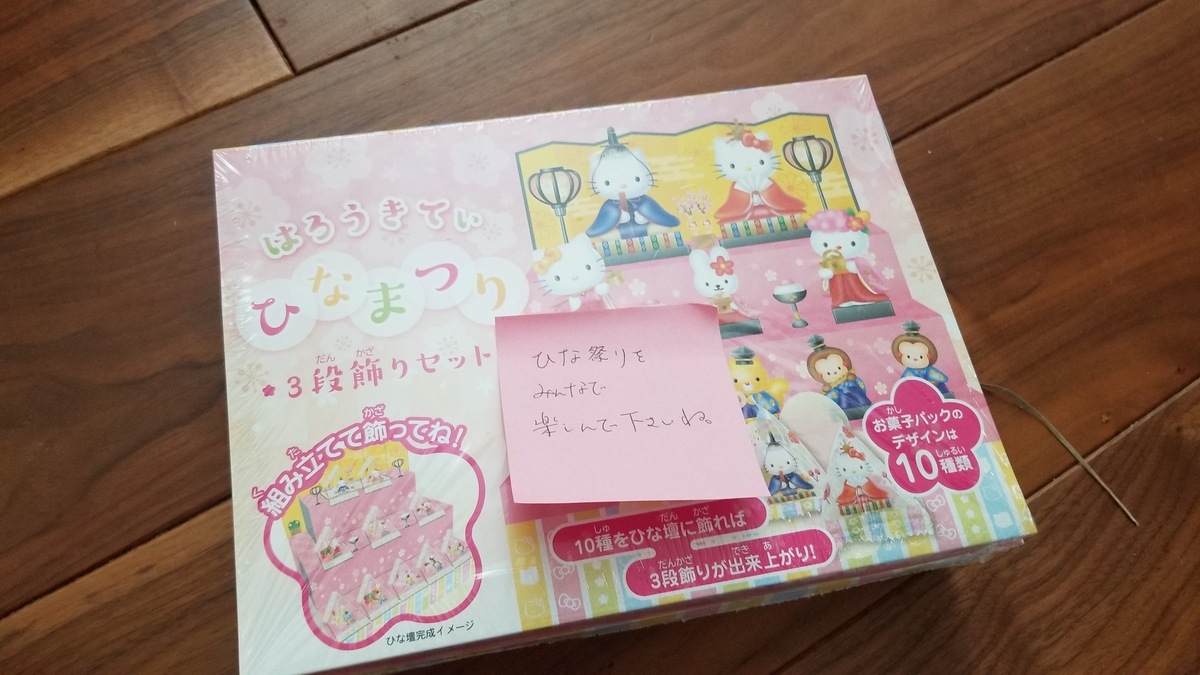 はろうきてぃ
ひなまつり
3段飾りセット
だん かざ
組み立てて飾ってね!
く た かざ
ひな壇完成イメージ
ひな祭りを
みんなで
楽しんで下さいね。
お菓子パックの
かし
デザインは
10種類
しゅるい
10種をひな壇に飾れば
しゅ だん かざ
3段飾りが出来上がり!
だんかざ でき あ